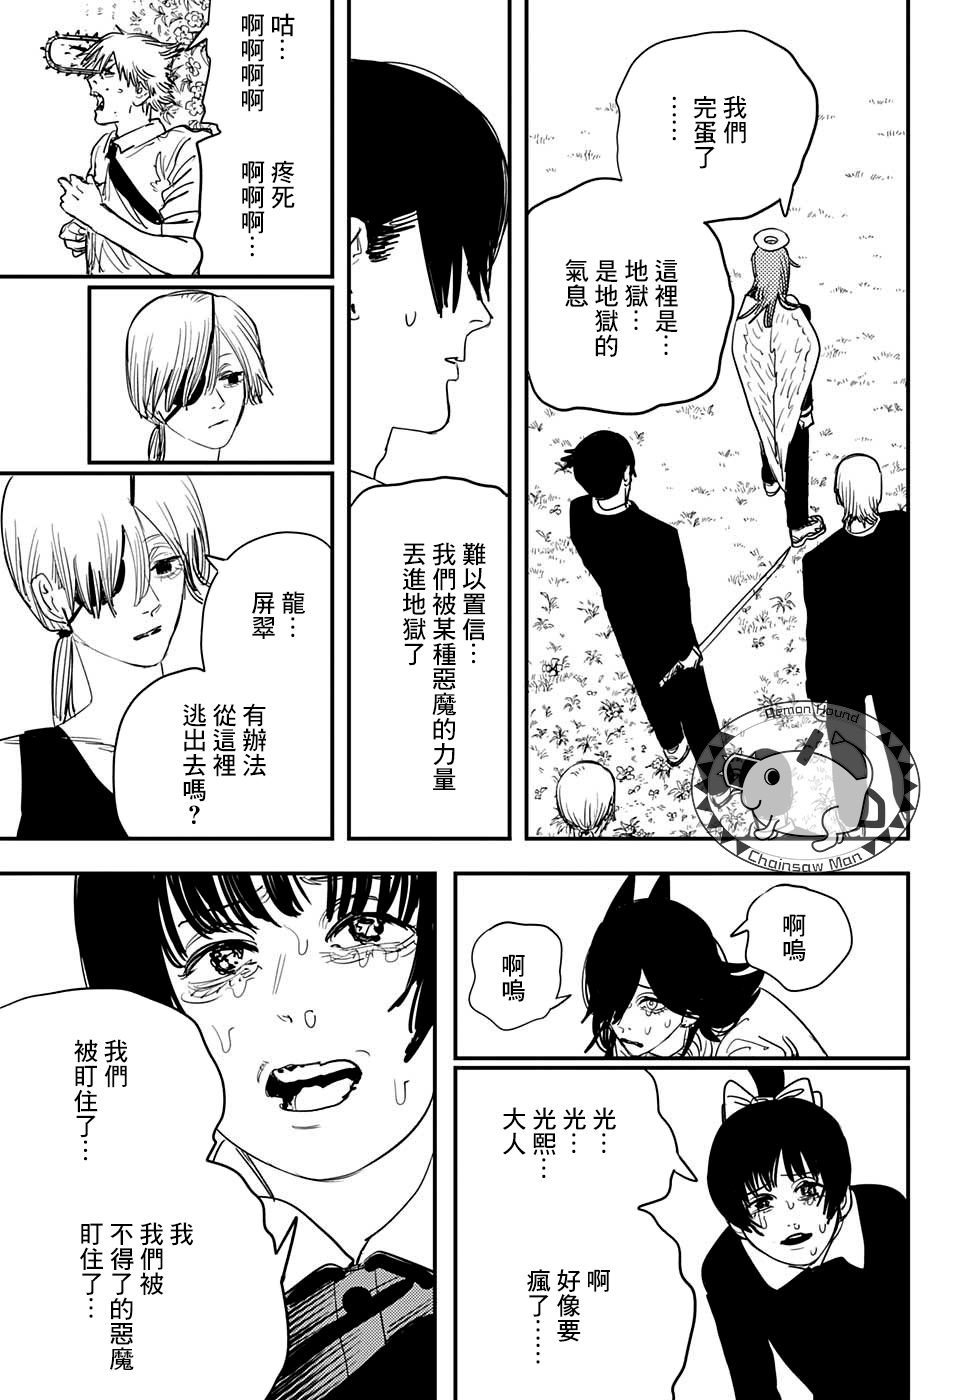 我們
完蛋了
……
這裡是…
地獄…
是地獄的
氣息
難以置信…
我們被某種惡魔的力量
丟進地獄了
咕…
啊啊啊啊
疼死
啊啊啊…
龍…
屏翠
有辦法
從這裡
逃出去嗎？
啊
嗚
啊
嗚
光…
光…
光熙…
大人
啊
好像要
瘋了……
我們
被盯住了…
我
我們被
不得了的惡魔
盯住了…
Demon Hound
Chainsaw Man